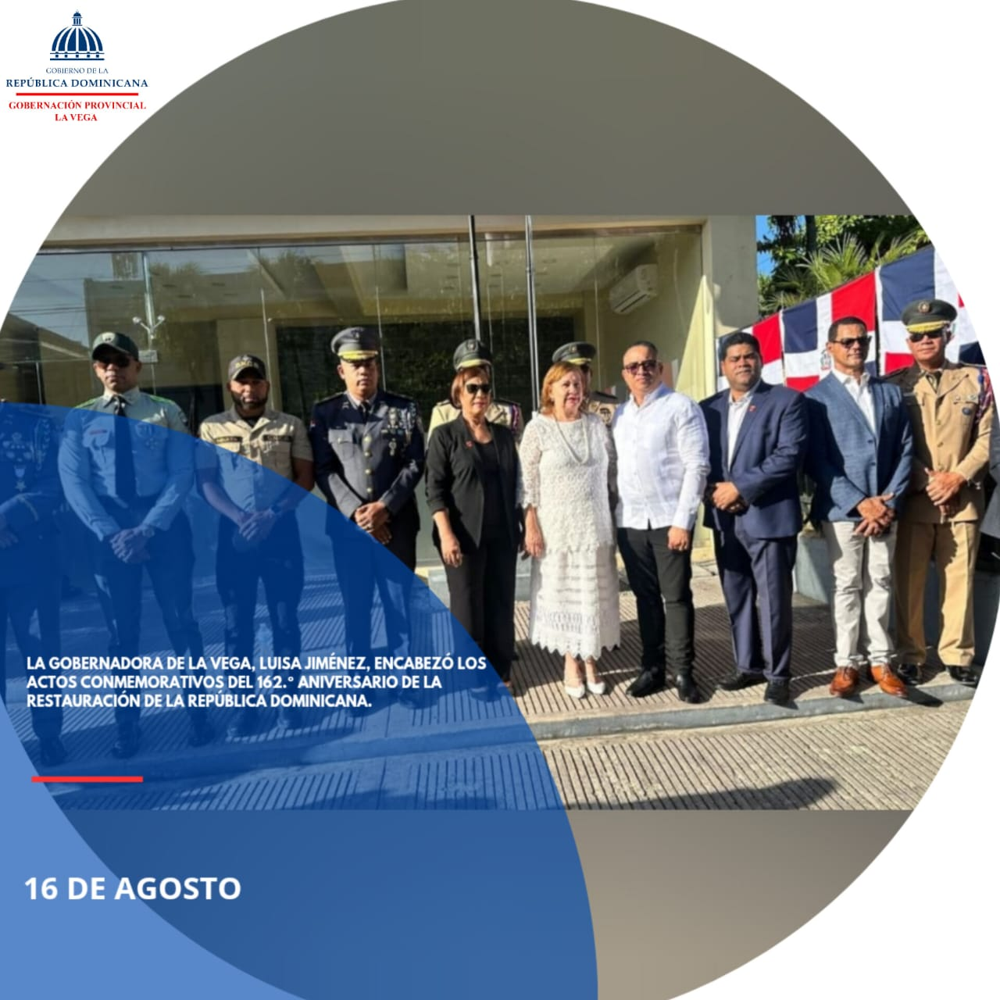 GOBIERNO DE LA
REPÚBLICA DOMINICANA
GOBERNACIÓN PROVINCIAL
LA VEGA
LA GOBERNADORA DE LA VEGA, LUISA JIMÉNEZ, ENCABEZÓ LOS
ACTOS CONMEMORATIVOS DEL 162.º ANIVERSARIO DE LA
RESTAURACIÓN DE LA REPÚBLICA DOMINICANA.
16 DE AGOSTO